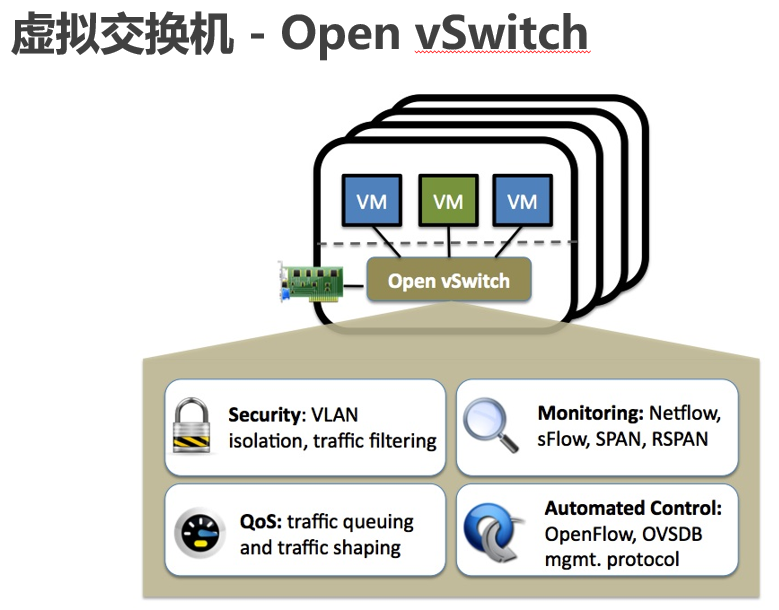 虚拟交换机 - Open vSwitch
VM
VM
VM
Open vSwitch
Security: VLAN
isolation, traffic filtering
Monitoring: Netflow,
sFlow, SPAN, RSPAN
QoS: traffic queuing
and traffic shaping
Automated Control:
OpenFlow, OVSDB
mgmt. protocol